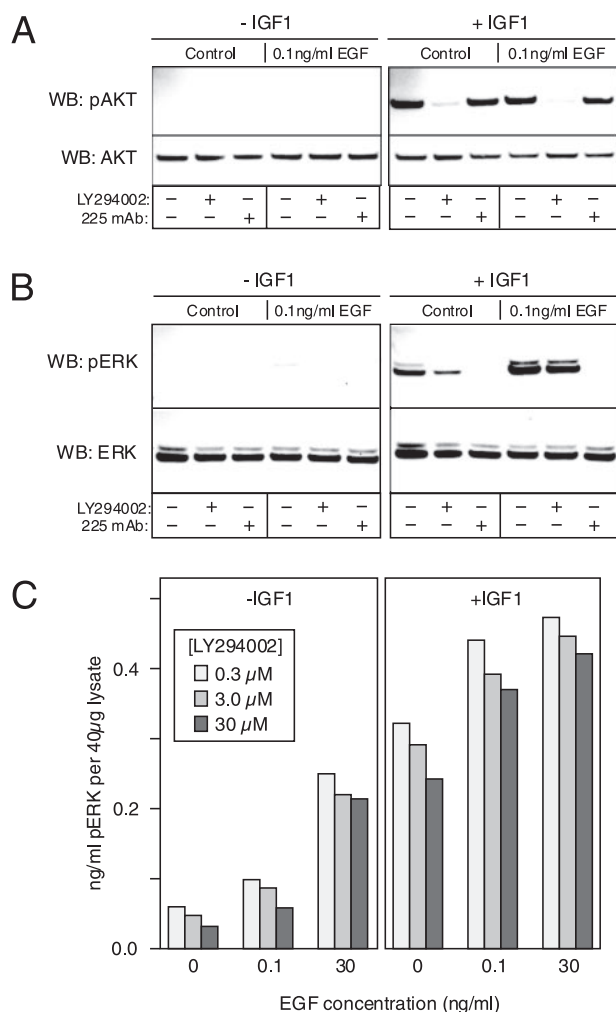 A
- IGF1
+ IGF1
Control
0.1ng/ml EGF
Control
0.1ng/ml EGF
WB: pAKT
WB: AKT
LY294002: – + – – + – – + – – + –
225 mAb: – – + – – + – – + – – +
B
- IGF1
+ IGF1
Control
0.1ng/ml EGF
Control
0.1ng/ml EGF
WB: pERK
WB: ERK
LY294002: – + – – + – – + – – + –
225 mAb: – – + – – + – – + – – +
C
-IGF1
+IGF1
[LY294002]
0.3 µM
3.0 µM
30 µM
ng/ml pERK per 40µg lysate
0.4
0.2
0.0
0 0.1 30 0 0.1 30
EGF concentration (ng/ml)